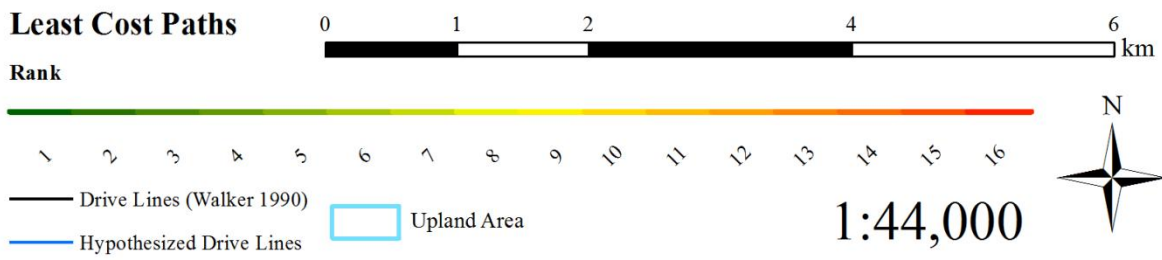 Least Cost Paths
0 1 2 4 6
km
Rank
N
1 2 3 4 5 6 7 8 9 10 11 12 13 14 15 16
Drive Lines (Walker 1990)
Upland Area
1:44,000
Hypothesized Drive Lines